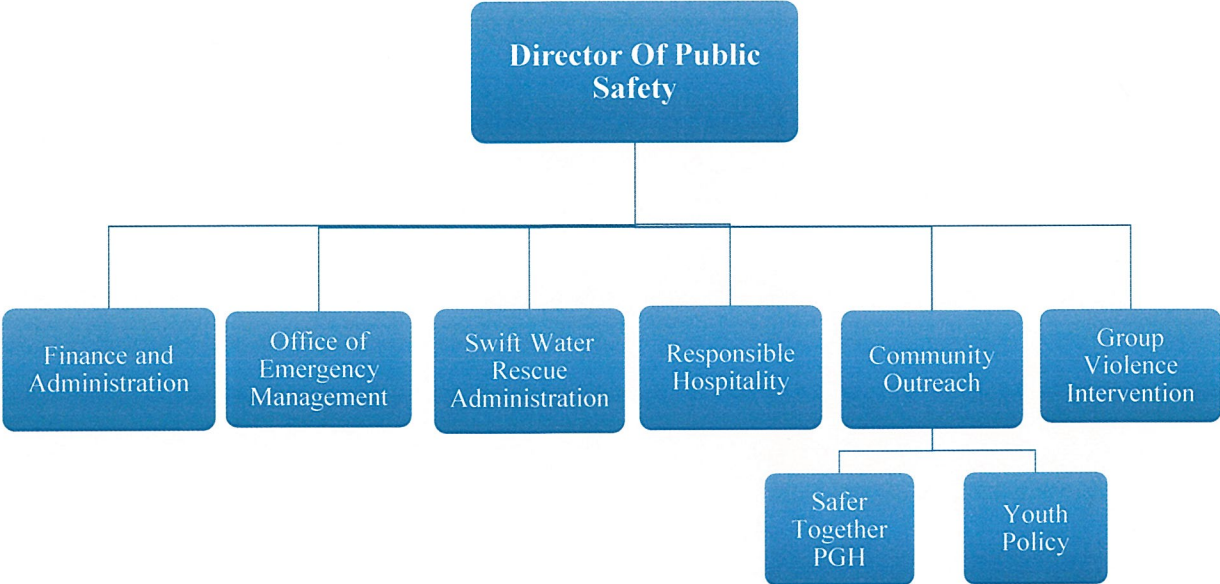 Director Of Public
Safety
Finance and
Administration
Office of
Emergency
Management
Swift Water
Rescue
Administration
Responsible
Hospitality
Community
Outreach
Group
Violence
Intervention
Safer
Together
PGH
Youth
Policy